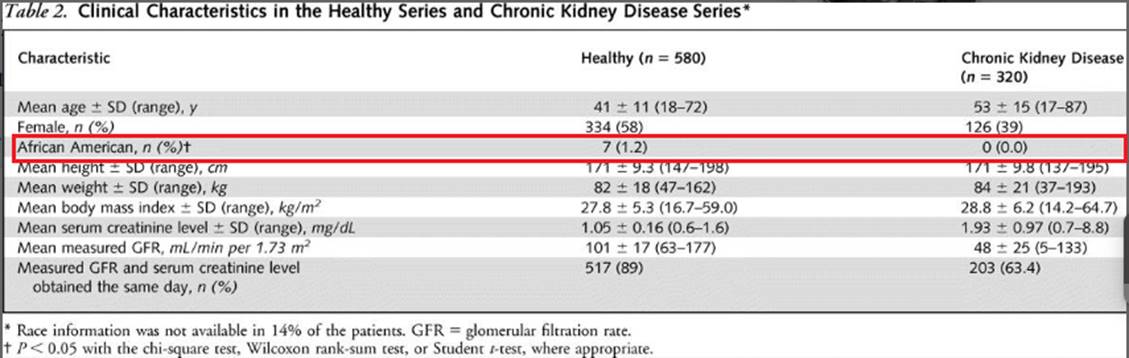 Table 2. Clinical Characteristics in the Healthy Series and Chronic Kidney Disease Series*
Characteristic Healthy (n = 580) Chronic Kidney Disease
(n = 320)
Mean age ± SD (range), y 41 ± 11 (18–72) 53 ± 15 (17–87)
Female, n (%) 334 (58) 126 (39)
African American, n (%)† 7 (1.2) 0 (0.0)
Mean height ± SD (range), cm 171 ± 9.3 (147–198) 171 ± 9.8 (137–195)
Mean weight ± SD (range), kg 82 ± 18 (47–162) 84 ± 21 (37–193)
Mean body mass index ± SD (range), kg/m² 27.8 ± 5.3 (16.7–59.0) 28.8 ± 6.2 (14.2–64.7)
Mean serum creatinine level ± SD (range), mg/dL 1.05 ± 0.16 (0.6–1.6) 1.93 ± 0.97 (0.7–8.8)
Mean measured GFR, mL/min per 1.73 m² 101 ± 17 (63–177) 48 ± 25 (5–133)
Measured GFR and serum creatinine level 517 (89) 203 (63.4)
obtained the same day, n (%)
* Race information was not available in 14% of the patients. GFR = glomerular filtration rate.
† P < 0.05 with the chi-square test, Wilcoxon rank-sum test, or Student t-test, where appropriate.